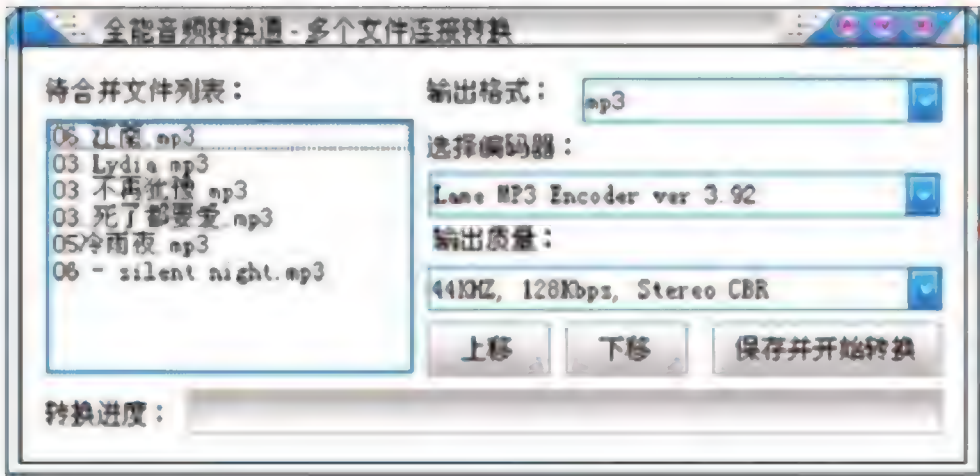 全能音频转换通 - 多个文件连接转换
待合并文件列表：
06 江南.mp3
03 Lydia.mp3
03 不再犹豫.mp3
03 死了都要爱.mp3
05冷雨夜.mp3
06 - silent night.mp3
输出格式：
mp3
选择编码器：
Lame MP3 Encoder ver 3.92
输出质量：
44KHZ, 128Kbps, Stereo CBR
上移
下移
保存并开始转换
转换进度：